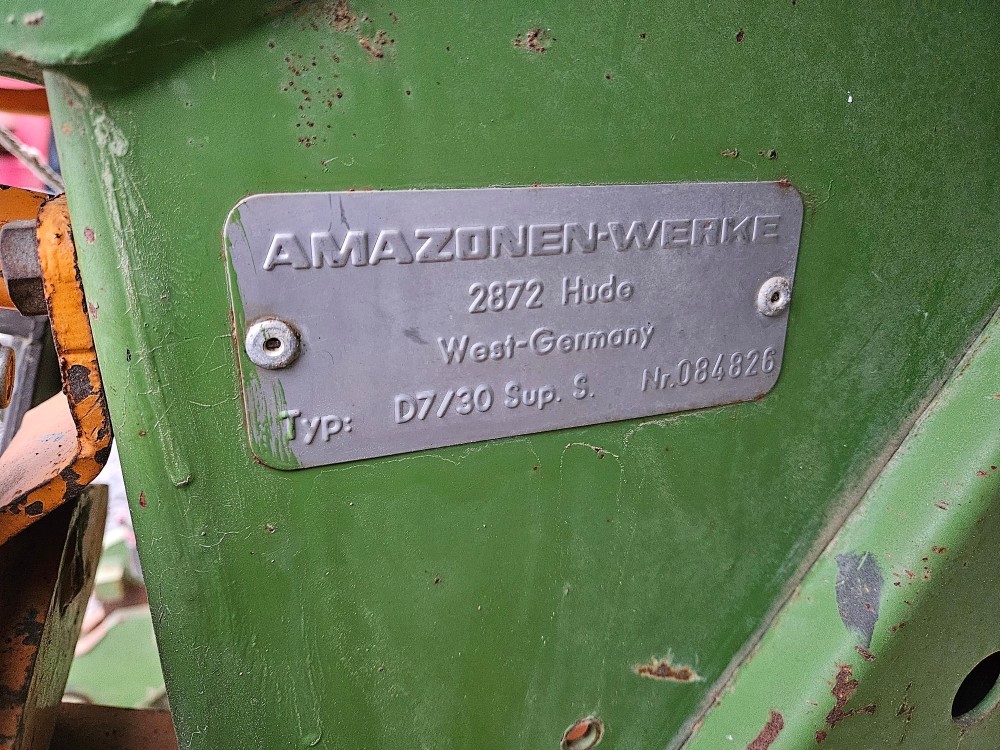 AMAZONEN-WERKE
2872 Hude
West-Germany
Typ: D7/30 Sup. S. Nr.084826